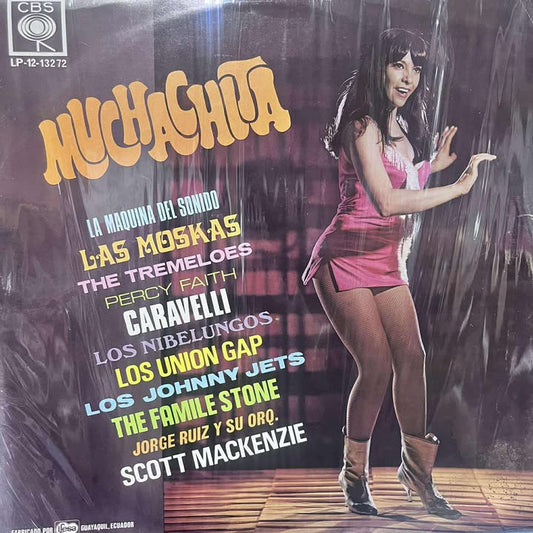 CBS
LP-12-13272
MUCHACHITA
LA MAQUINA DEL SONIDO
LAS MOSKAS
THE TREMELOES
PERCY FAITH
CARAVELLI
LOS NIBELUNGOS
LOS UNION GAP
LOS JOHNNY JETS
THE FAMILE STONE
JORGE RUIZ Y SU ORQ.
SCOTT MACKENZIE
FABRICADO POR GUAYAQUIL, ECUADOR